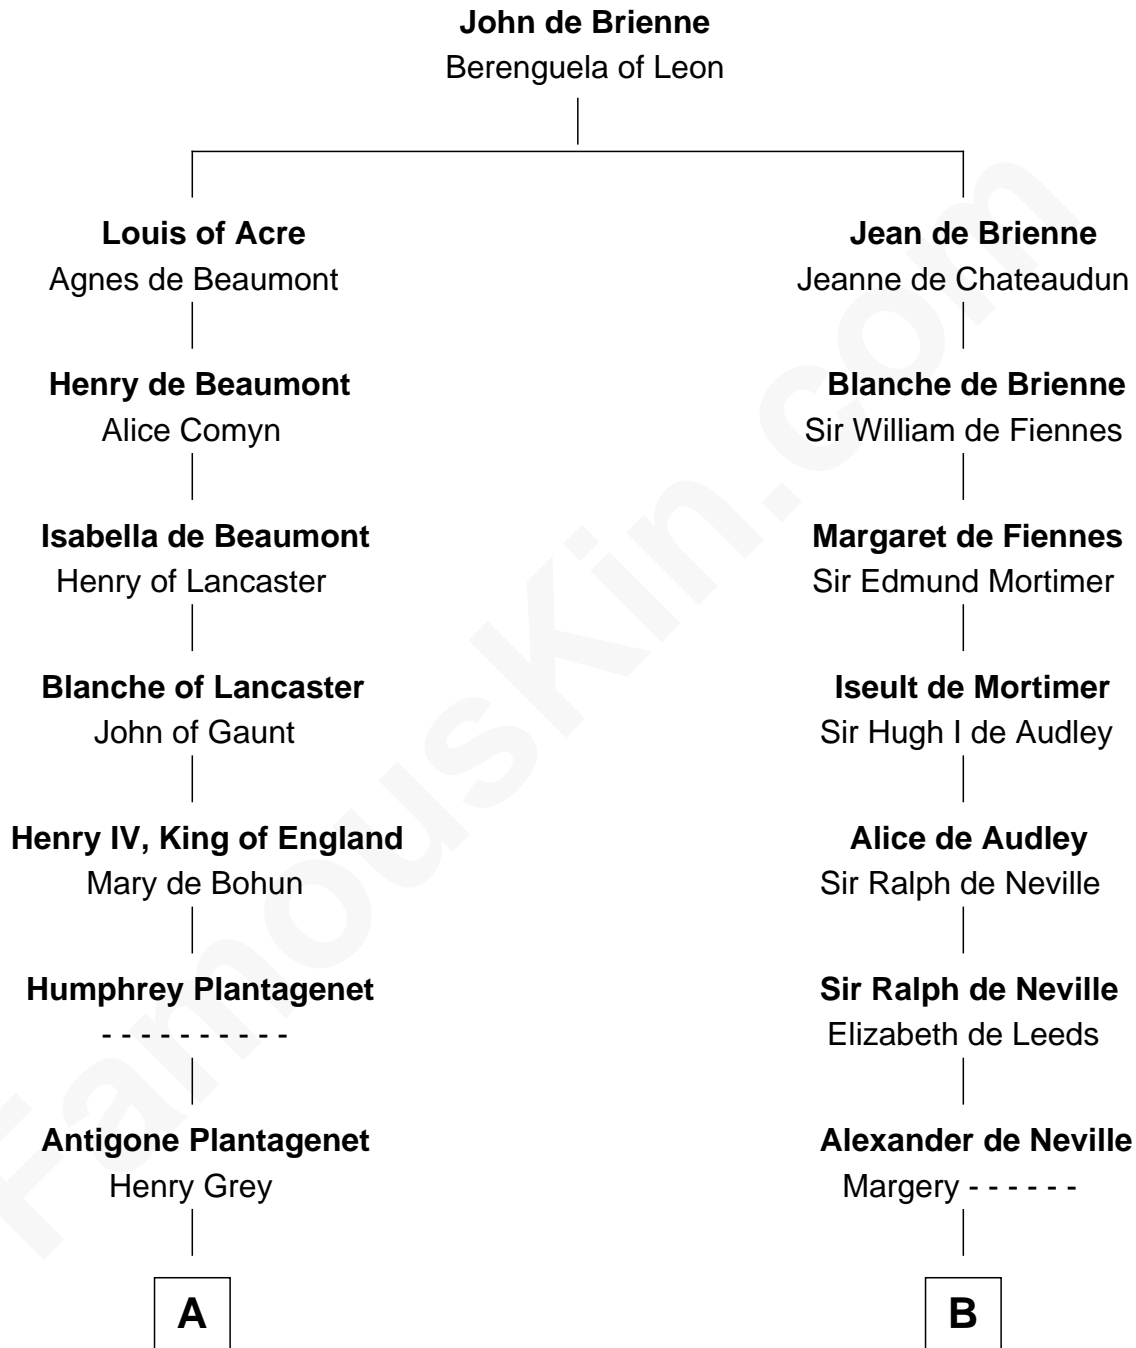 John de Brienne
Berenguela of Leon
Louis of Acre
Agnes de Beaumont
Jean de Brienne
Jeanne de Chateaudun
Henry de Beaumont
Alice Comyn
Blanche de Brienne
Sir William de Fiennes
Isabella de Beaumont
Henry of Lancaster
Margaret de Fiennes
Sir Edmund Mortimer
Blanche of Lancaster
John of Gaunt
Iseult de Mortimer
Sir Hugh I de Audley
Henry IV, King of England
Mary de Bohun
Alice de Audley
Sir Ralph de Neville
Humphrey Plantagenet
- - - - - - - - - -
Sir Ralph de Neville
Elizabeth de Leeds
Antigone Plantagenet
Henry Grey
Alexander de Neville
Margery - - - - - -
A
B
FamousKin.com